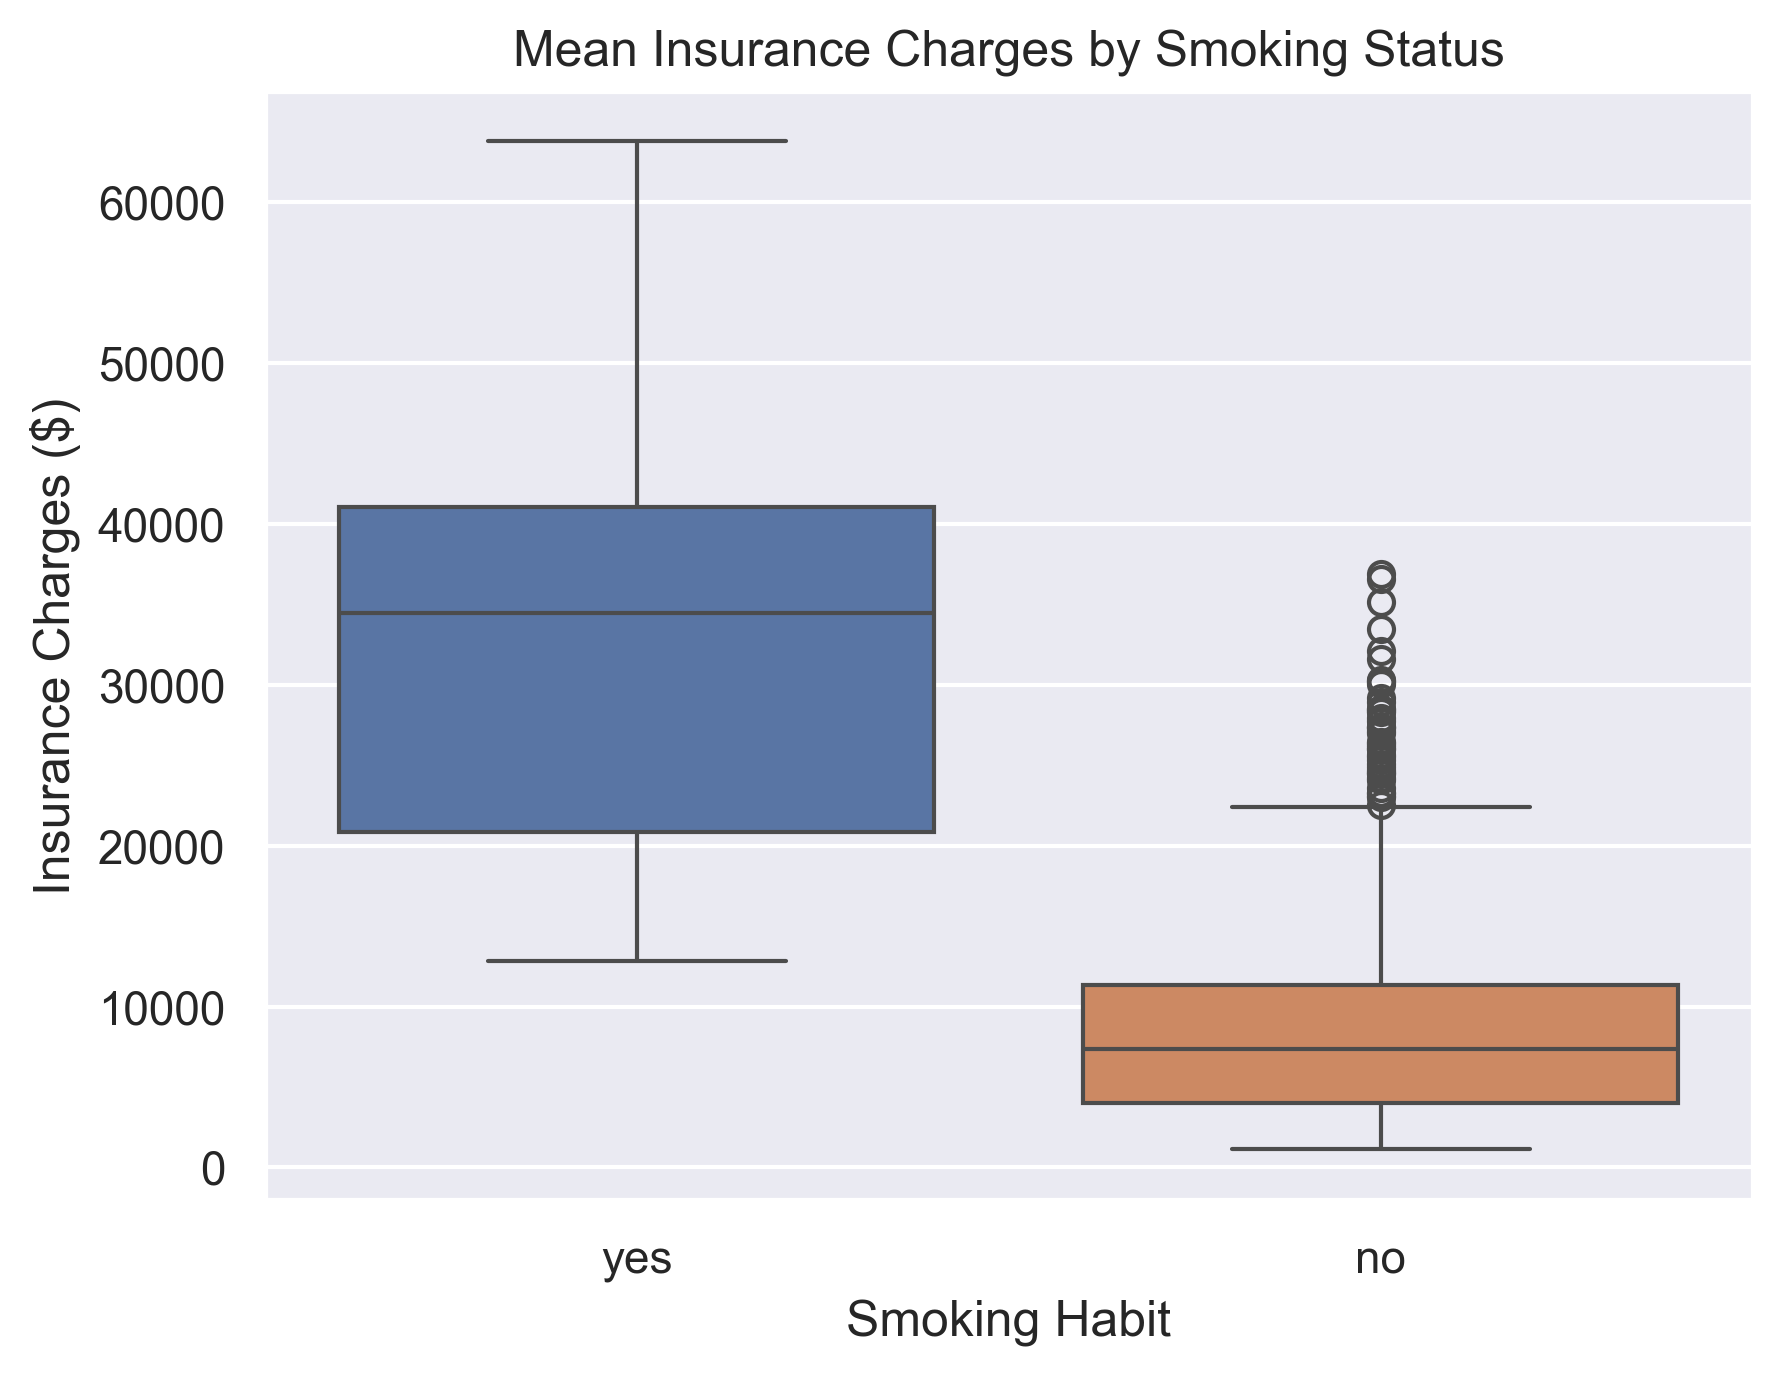 Mean Insurance Charges by Smoking Status
Insurance Charges ($)
60000
50000
40000
30000
20000
10000
0
yes no
Smoking Habit